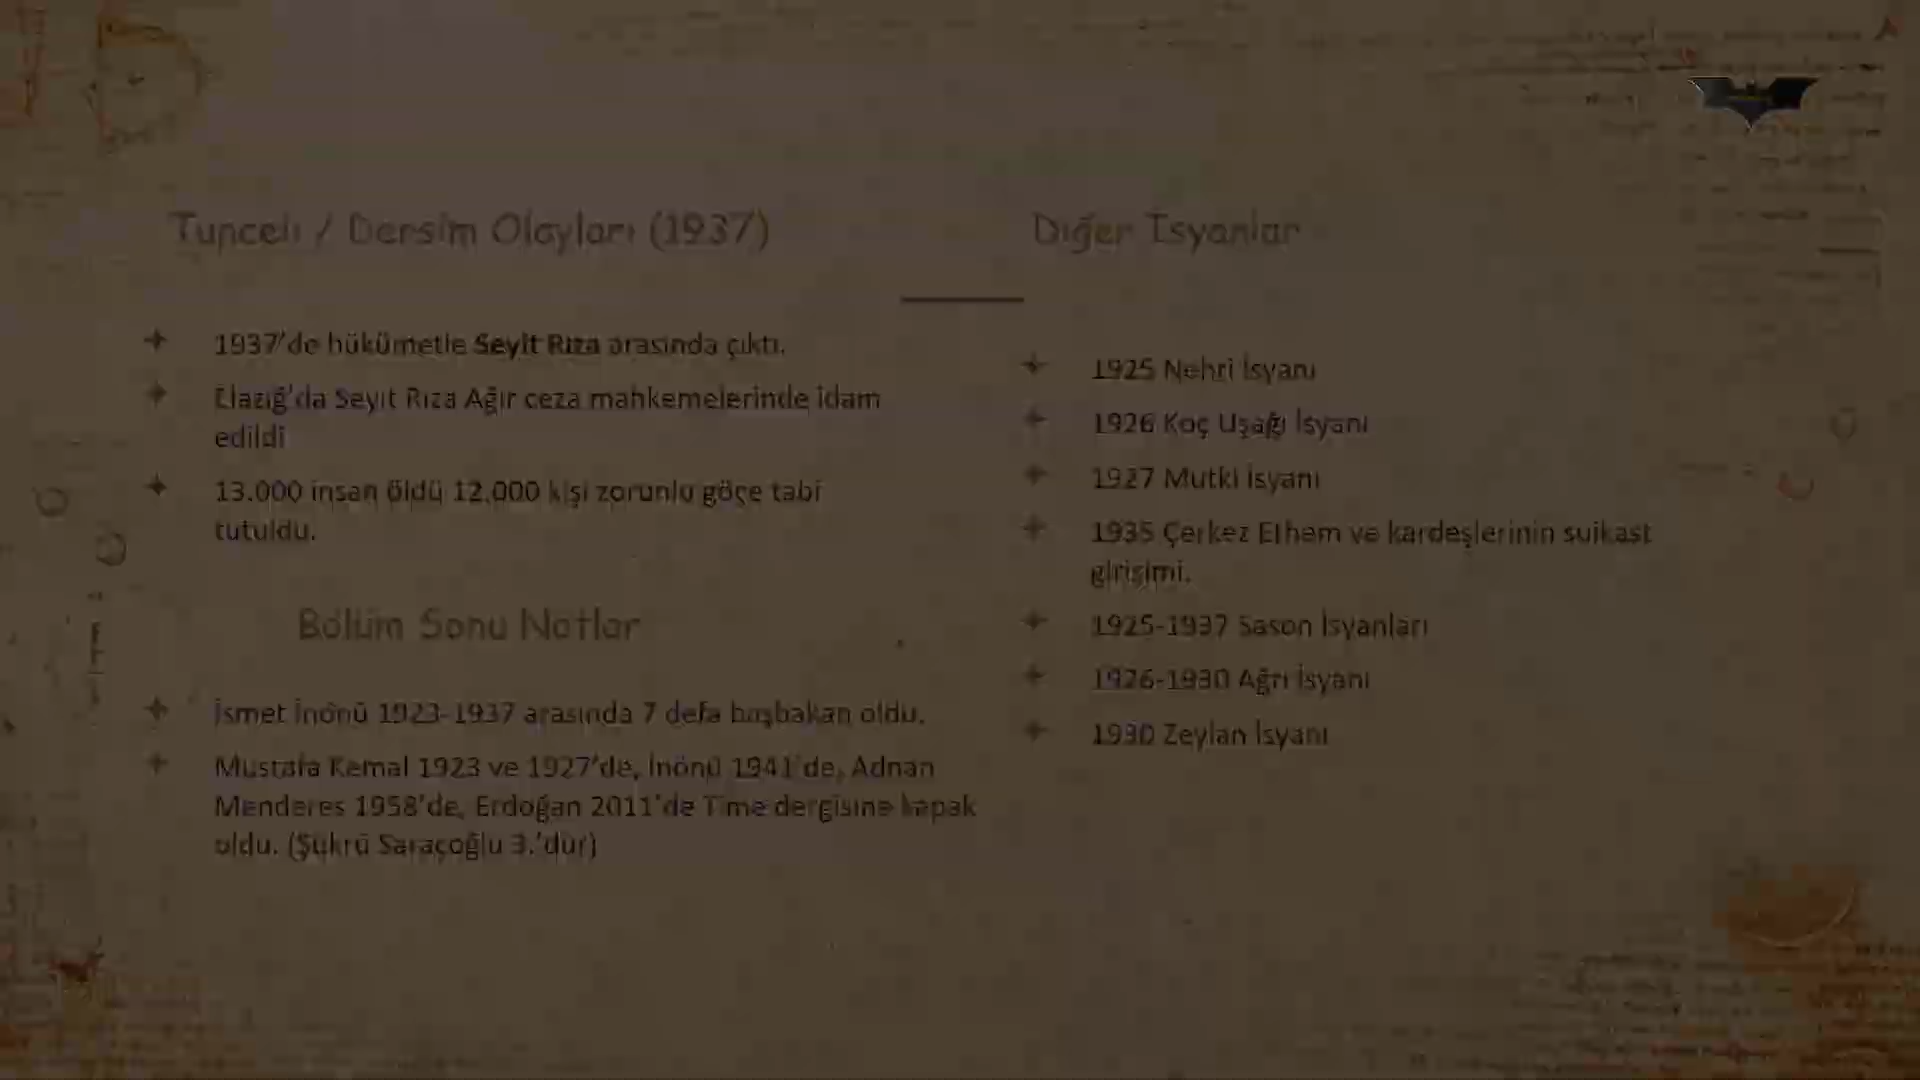 Tunceli / Dersim Olayları (1937)
1937'de hükümetle Seyit Rıza arasında çıktı.
Elazığ'da Seyit Rıza Ağır ceza mahkemelerinde idam
edildi
13.000 insan öldü 12.000 kişi zorunlu göçe tabi
tutuldu.
Bölüm Sonu Notlar
İsmet İnönü 1923-1937 arasında 7 defa başbakan oldu.
Mustafa Kemal 1923 ve 1927'de, İnönü 1941'de, Adnan
Menderes 1958'de, Erdoğan 2011'de Time dergisine kapak
oldu. (Şükrü Saraçoğlu 3.'dür)
Diğer İsyanlar
1925 Nehri İsyanı
1926 Koç Uşağı İsyanı
1927 Mutki İsyanı
1935 Çerkez Ethem ve kardeşlerinin suikast
girişimi.
1925-1937 Sason İsyanları
1926-1930 Ağrı İsyanı
1930 Zeylan İsyanı